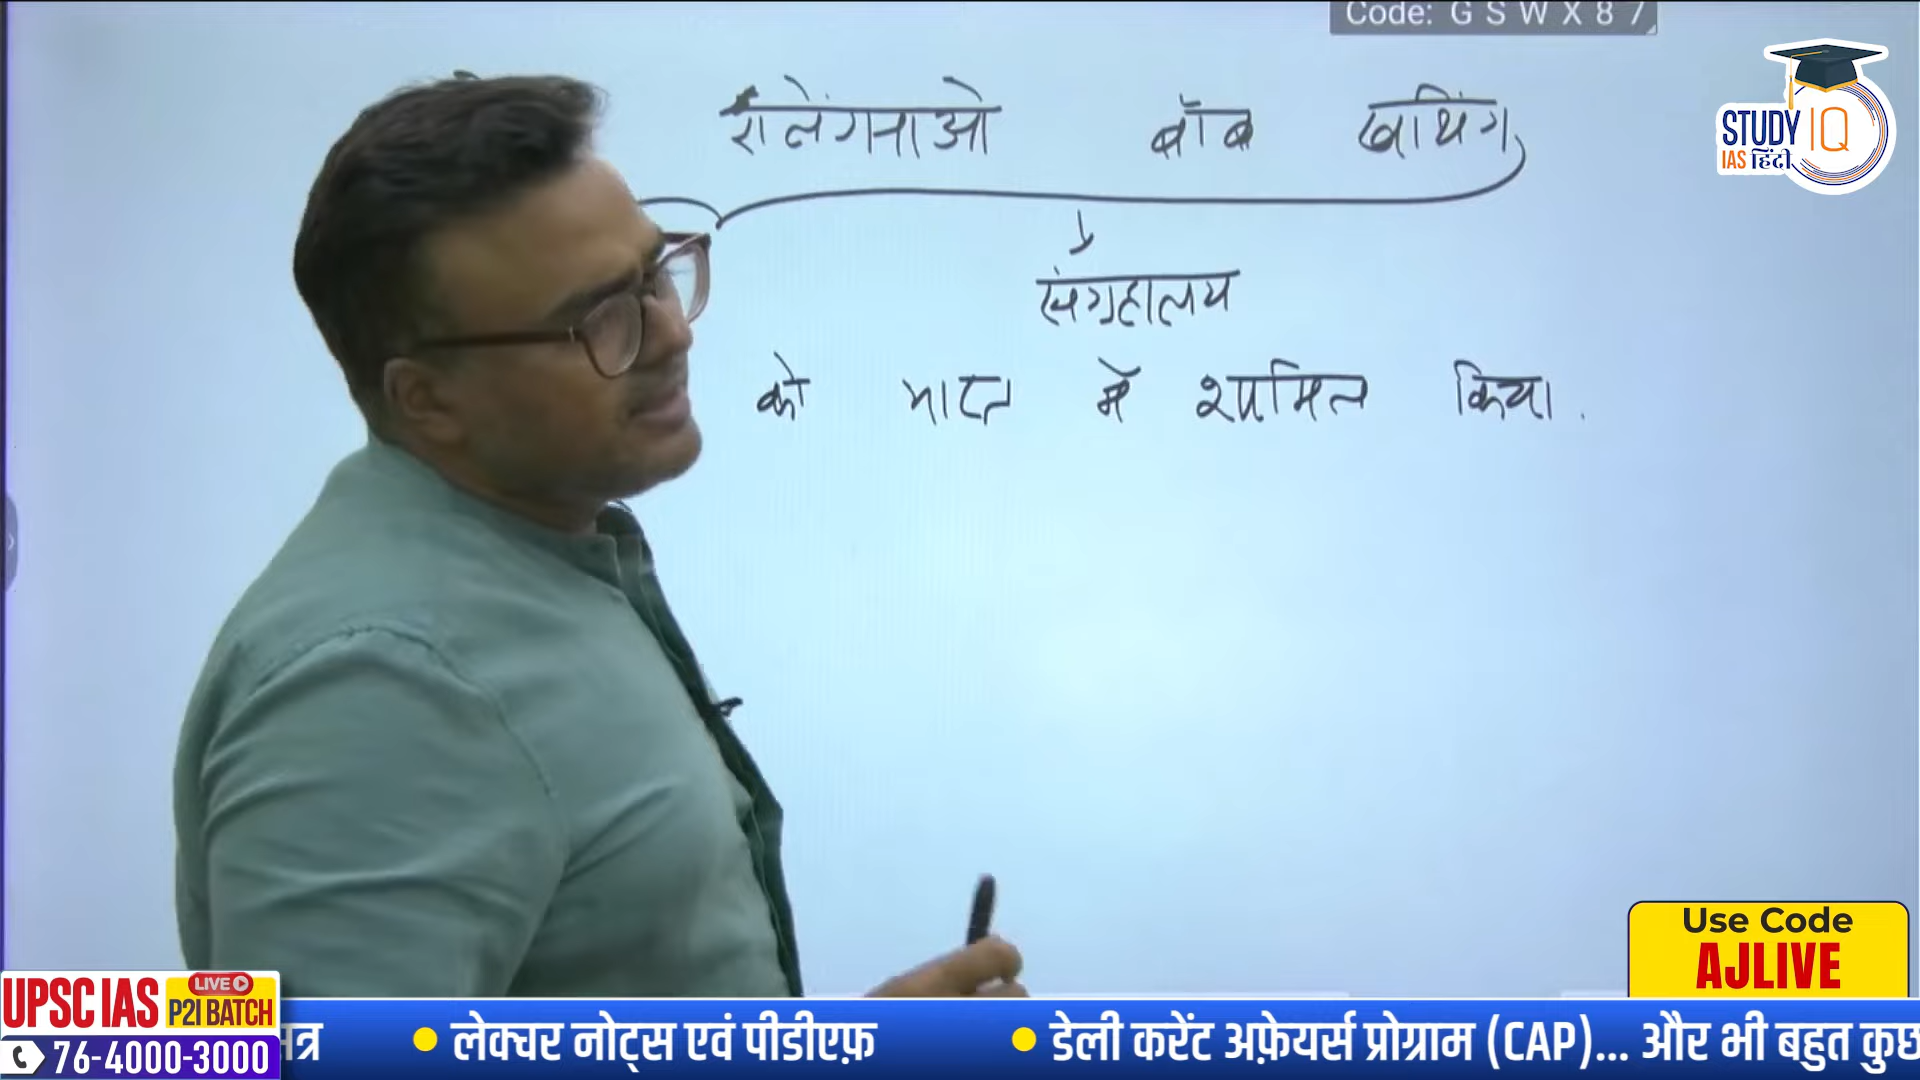 Code: G S W X 8 7
रालेंगनाओ बॉब खाथिंग
संग्रहालय
को भारत में शामिल किया.
STUDY IQ
IAS हिंदी
Use Code
AJLIVE
UPSC IAS LIVE P2I BATCH
76-4000-3000
सत्र • लेक्चर नोट्स एवं पीडीएफ़ • डेली करेंट अफ़ेयर्स प्रोग्राम (CAP)... और भी बहुत कुछ